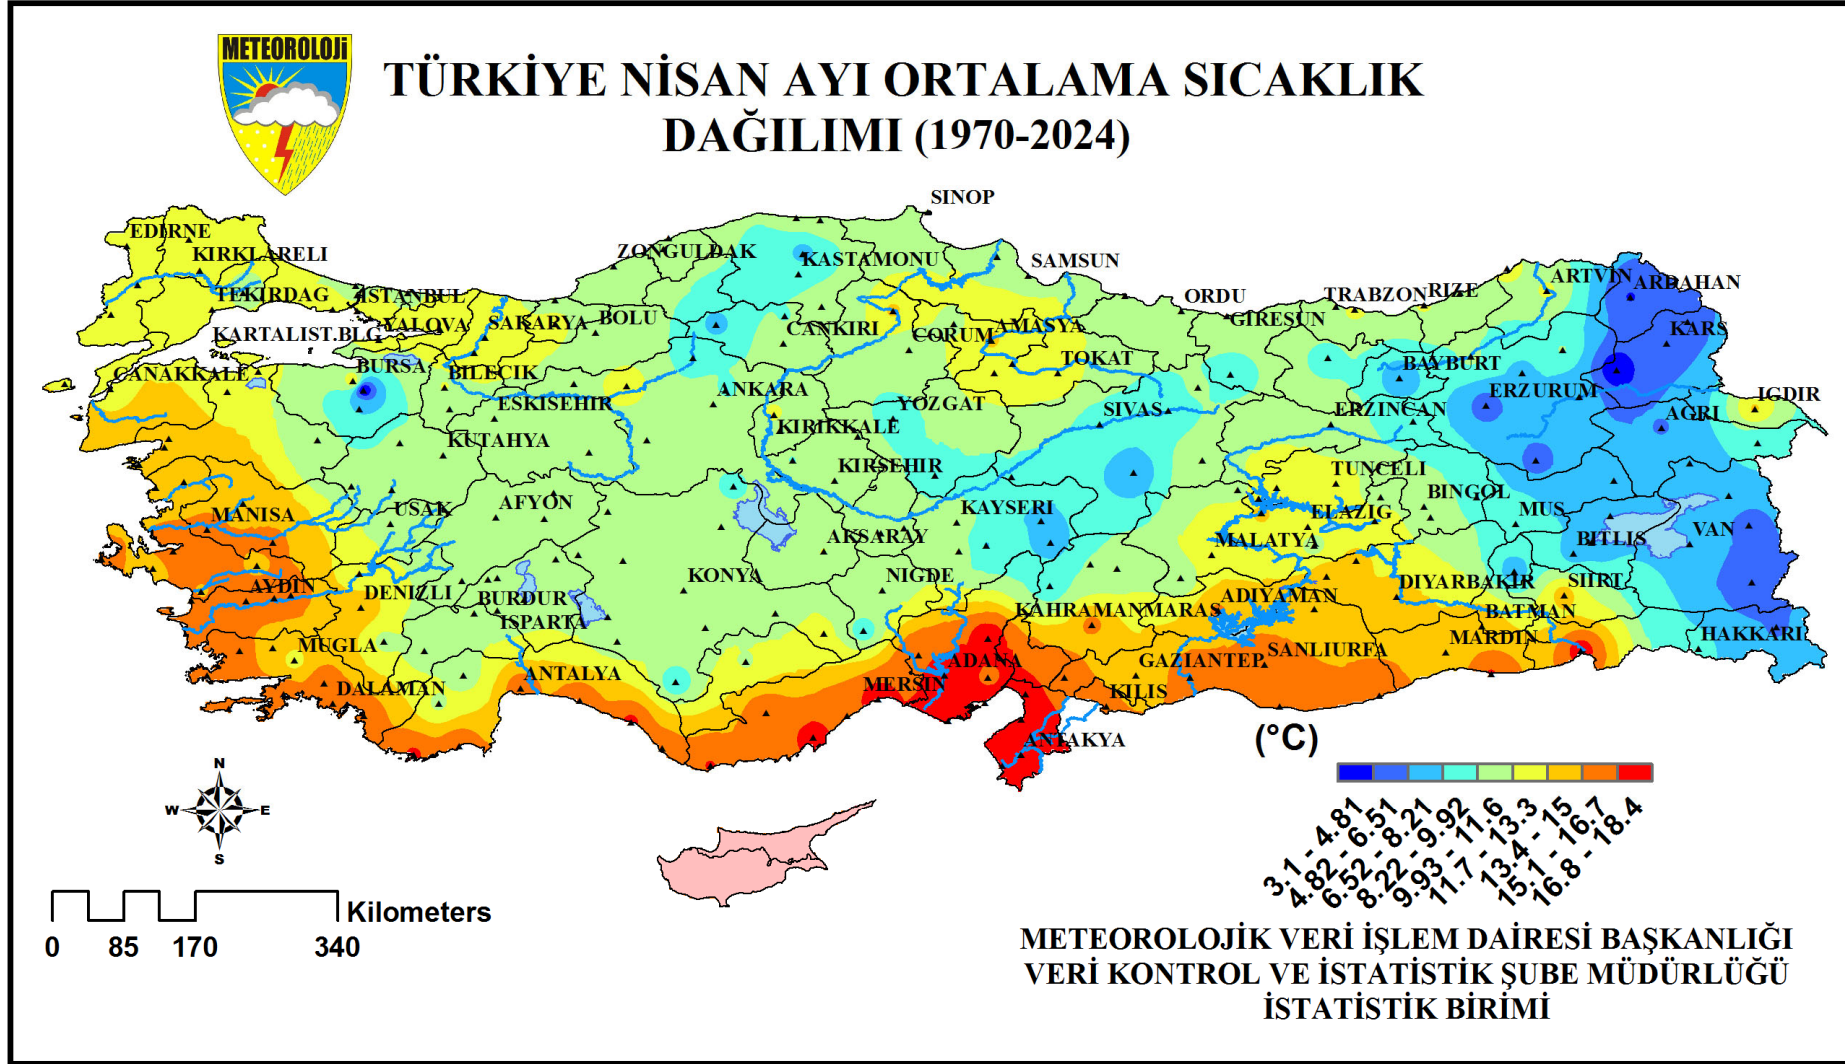 METEOROLOJi
TÜRKİYE NİSAN AYI ORTALAMA SICAKLIK
DAĞILIMI (1970-2024)
SINOP
EDIRNE
KIRKLARELI
ZONGULDAK
KASTAMONU
SAMSUN
ARTVIN
ARDAHAN
TEKIRDAG
ISTANBUL
ORDU
TRABZON
RIZE
KARTALIST.BLG
YALOVA
SAKARYA
BOLU
CANKIRI
CORUM
AMASYA
GIRESUN
KARS
CANAKKALE
BURSA
BILECIK
ESKISEHIR
ANKARA
TOKAT
BAYBURT
ERZURUM
IGDIR
YOZGAT
SIVAS
ERZINCAN
AGRI
KUTAHYA
KIRIKKALE
KIRSEHIR
TUNCELI
BINGOL
MANISA
USAK
AFYON
KAYSERI
ELAZIG
MUS
VAN
AKSARAY
MALATYA
BITLIS
AYDIN
DENIZLI
BURDUR
KONYA
NIGDE
DIYARBAKIR
SIIRT
ISPARTA
KAHRAMANMARAS
ADIYAMAN
BATMAN
MUGLA
MARDIN
HAKKARI
DALAMAN
ANTALYA
MERSIN
ADANA
GAZIANTEP
SANLIURFA
KILIS
ANTAKYA
(°C)
3.1 - 4.81
4.82 - 6.51
6.52 - 8.21
8.22 - 9.92
9.93 - 11.6
11.7 - 13.3
13.4 - 15
15.1 - 16.7
16.8 - 18.4
N
W
E
S
Kilometers
0 85 170 340
METEOROLOJİK VERİ İŞLEM DAİRESİ BAŞKANLIĞI
VERİ KONTROL VE İSTATİSTİK ŞUBE MÜDÜRLÜĞÜ
İSTATİSTİK BİRİMİ